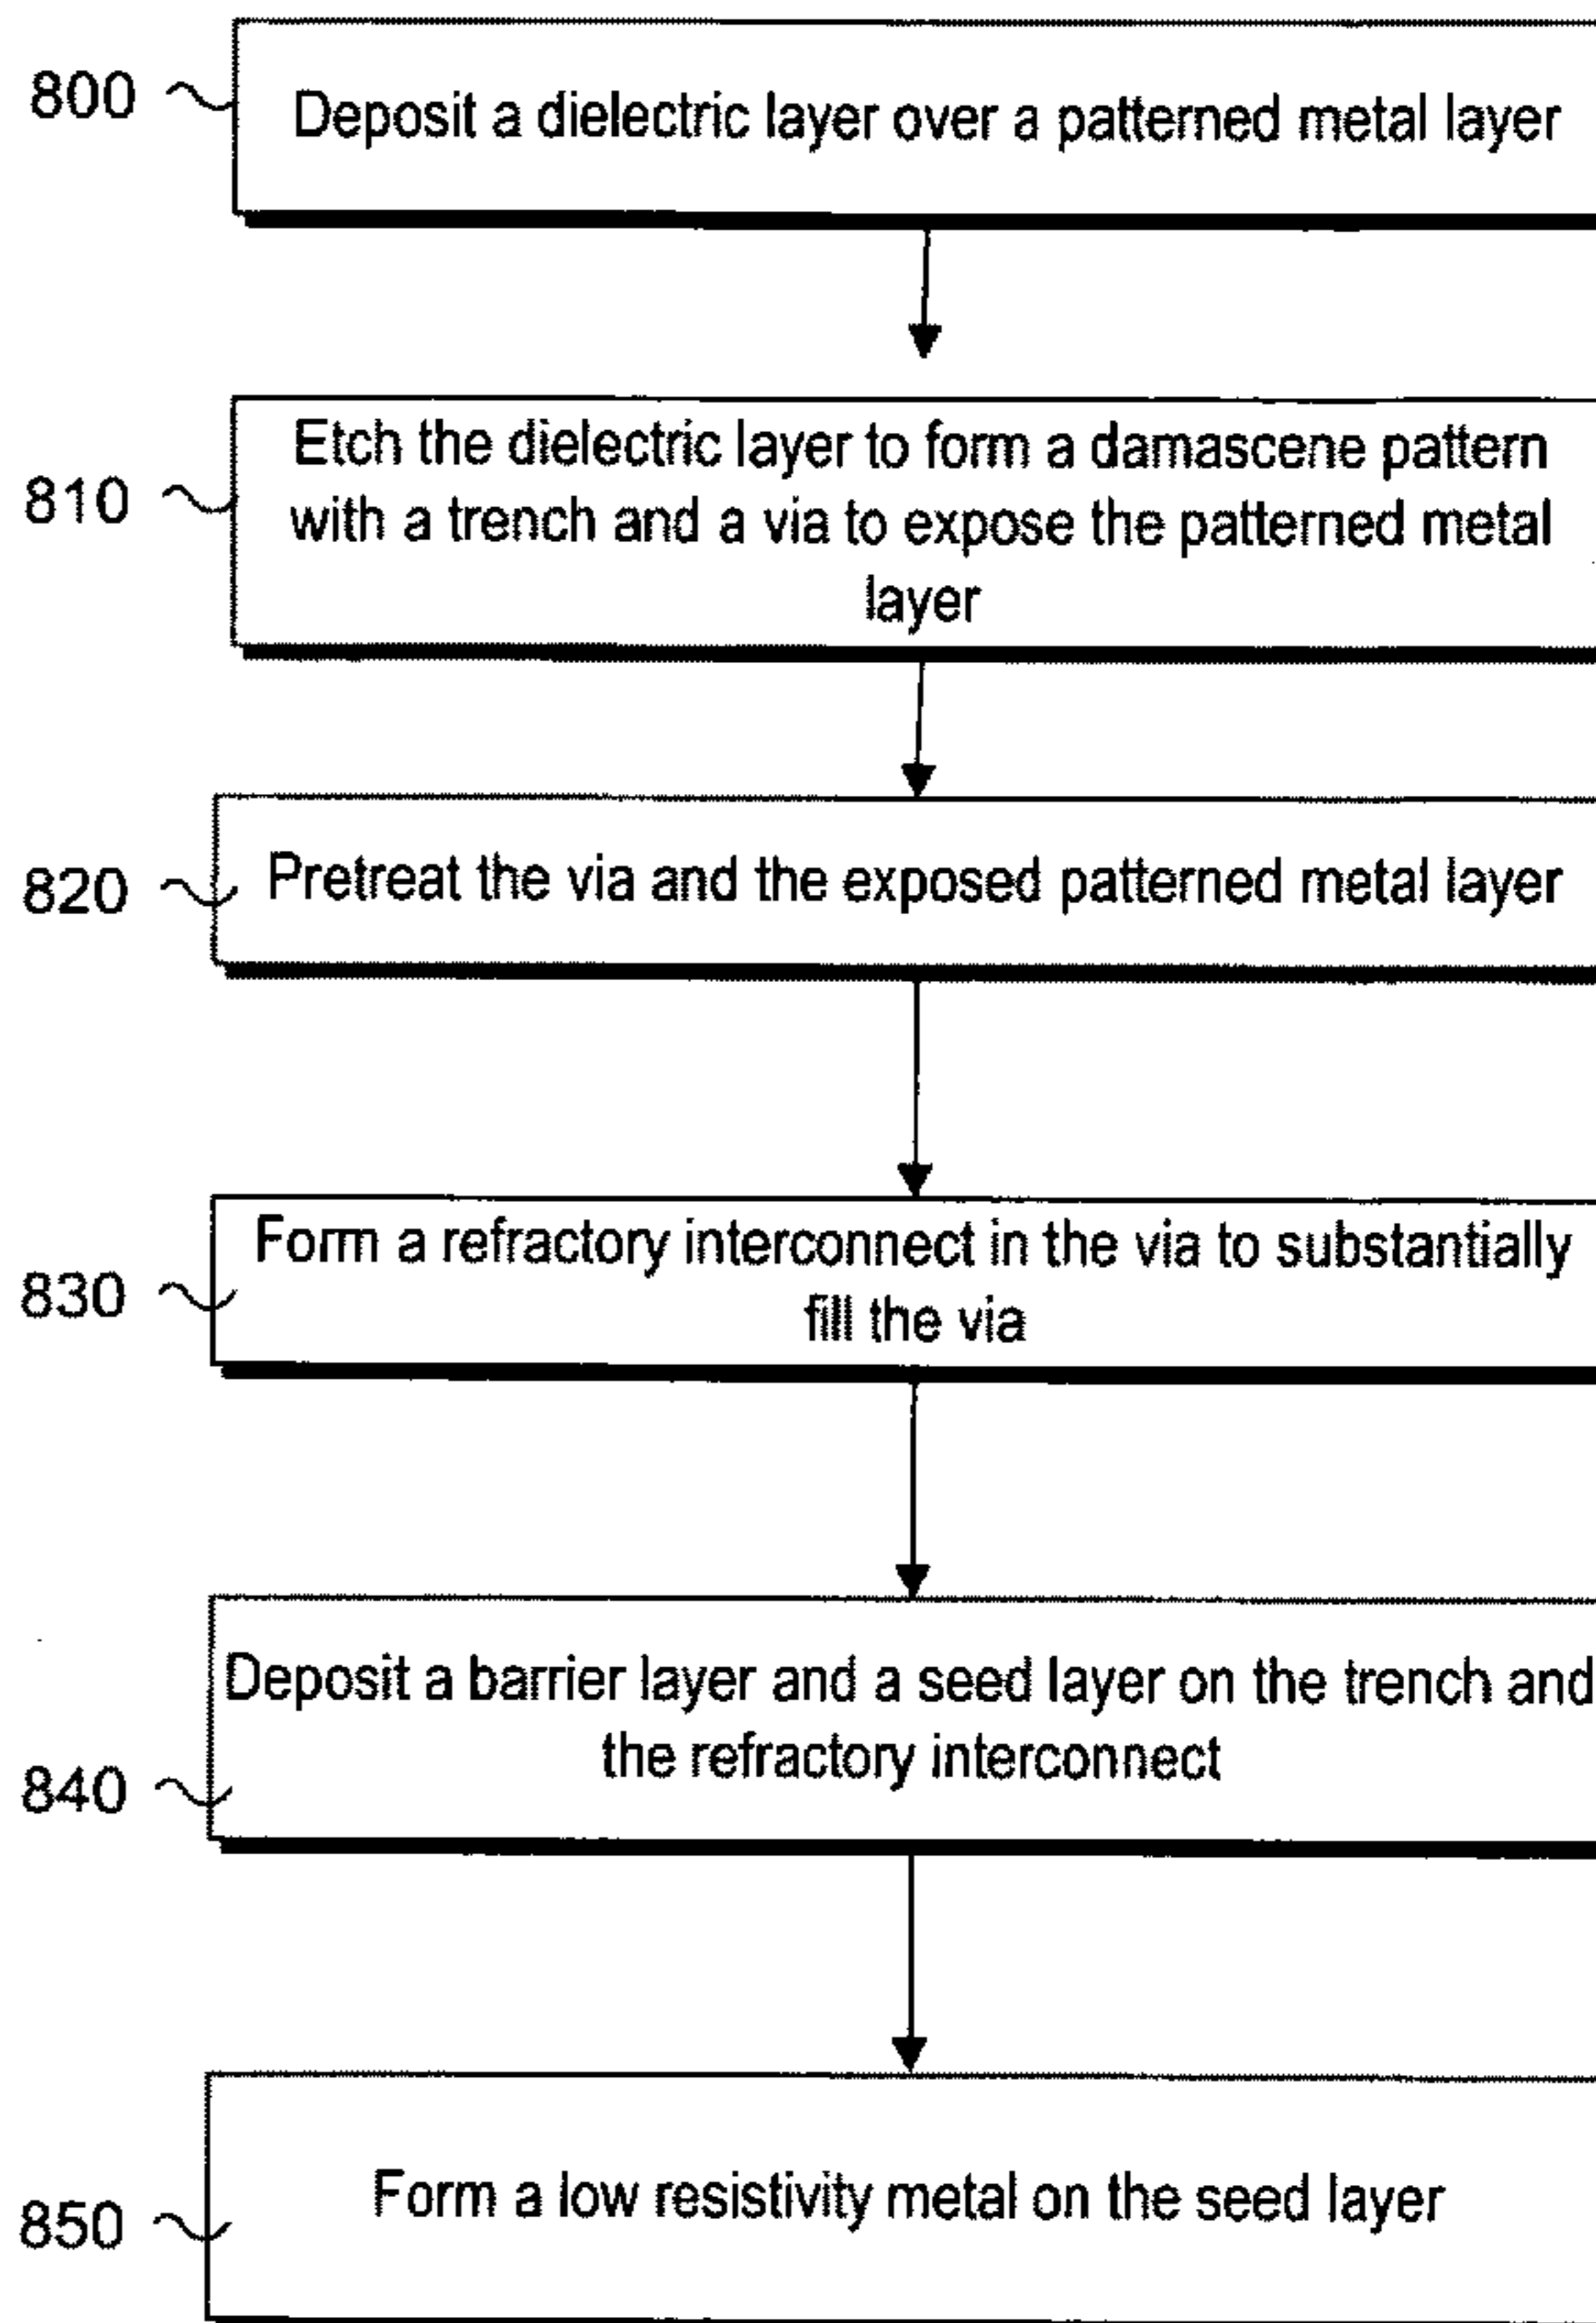 800
Deposit a dielectric layer over a patterned metal layer
810
Etch the dielectric layer to form a damascene pattern
with a trench and a via to expose the patterned metal
layer
820
Pretreat the via and the exposed patterned metal layer
830
Form a refractory interconnect in the via to substantially
fill the via
840
Deposit a barrier layer and a seed layer on the trench and
the refractory interconnect
850
Form a low resistivity metal on the seed layer